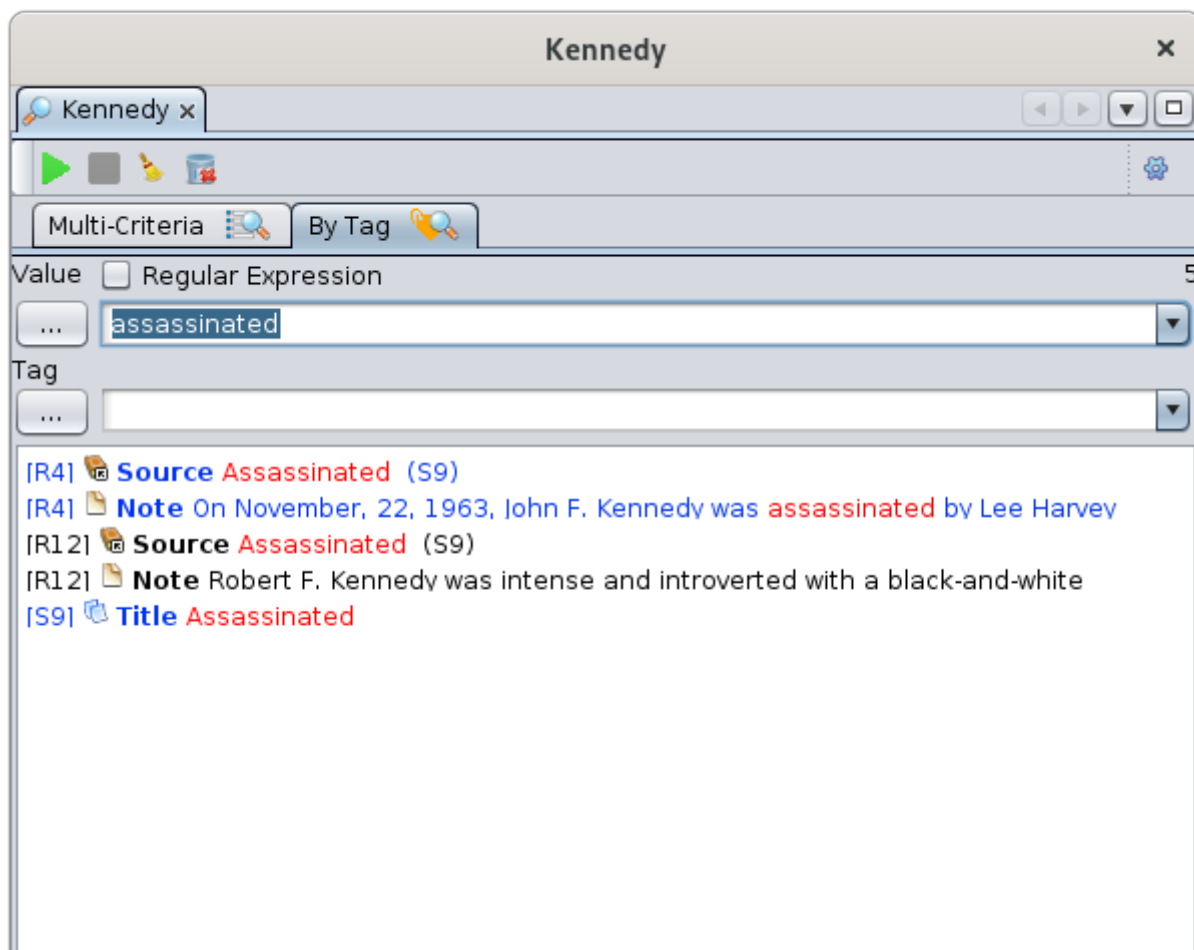 Kennedy
Kennedy
Multi-Criteria By Tag
Value Regular Expression 5
... assassinated
Tag
...
[R4] Source Assassinated (S9)
[R4] Note On November, 22, 1963, John F. Kennedy was assassinated by Lee Harvey
[R12] Source Assassinated (S9)
[R12] Note Robert F. Kennedy was intense and introverted with a black-and-white
[S9] Title Assassinated